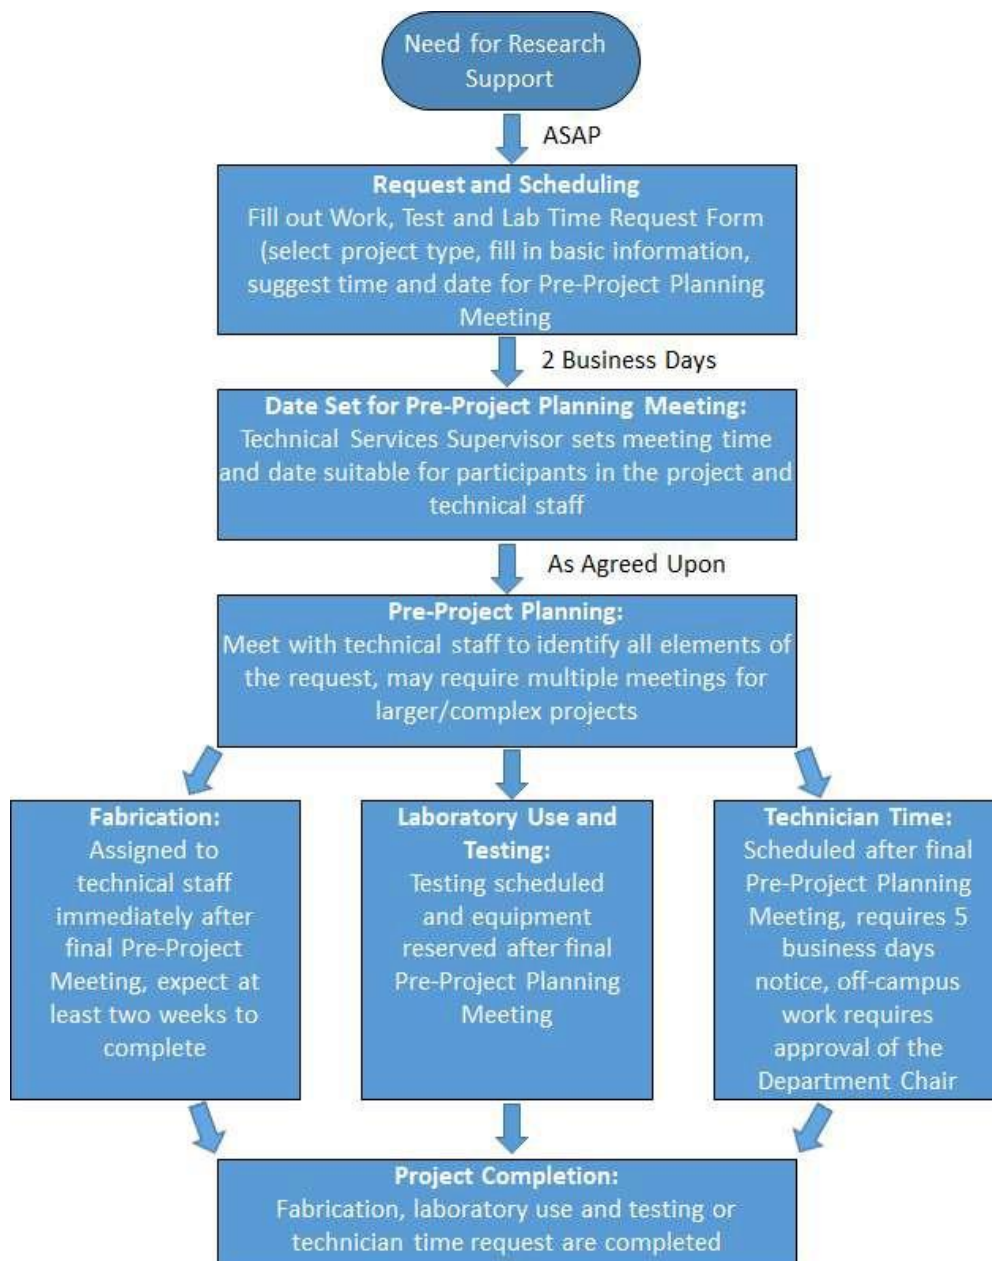 Need for Research
Support
ASAP
Request and Scheduling
Fill out Work, Test and Lab Time Request Form
(select project type, fill in basic information,
suggest time and date for Pre-Project Planning
Meeting
2 Business Days
Date Set for Pre-Project Planning Meeting:
Technical Services Supervisor sets meeting time
and date suitable for participants in the project and
technical staff
As Agreed Upon
Pre-Project Planning:
Meet with technical staff to identify all elements of
the request, may require multiple meetings for
larger/complex projects
Fabrication:
Assigned to
technical staff
immediately after
final Pre-Project
Meeting, expect at
least two weeks to
complete
Laboratory Use and
Testing:
Testing scheduled
and equipment
reserved after final
Pre-Project Planning
Meeting
Technician Time:
Scheduled after final
Pre-Project Planning
Meeting, requires 5
business days
notice, off-campus
work requires
approval of the
Department Chair
Project Completion:
Fabrication, laboratory use and testing or
technician time request are completed